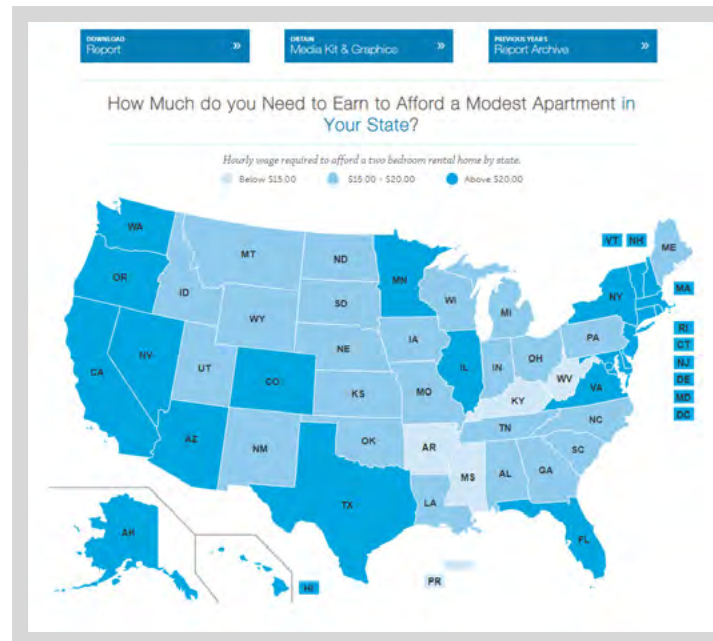 DOWNLOAD
Report »
OBTAIN
Media Kit & Graphics »
PREVIOUS YEARS
Report Archive »
How Much do you Need to Earn to Afford a Modest Apartment in
Your State?
Hourly wage required to afford a two bedroom rental home by state.
Below $15.00
$15.00 - $20.00
Above $20.00
WA
VT
NH
ME
MT
ND
MN
OR
ID
SD
WI
NY
MA
WY
MI
RI
CT
NJ
DE
MD
DC
IA
PA
NE
NV
UT
IL
IN
OH
CA
CO
WV
VA
KS
MO
KY
NC
TN
AZ
NM
OK
AR
SC
MS
AL
GA
TX
LA
FL
AK
HI
PR